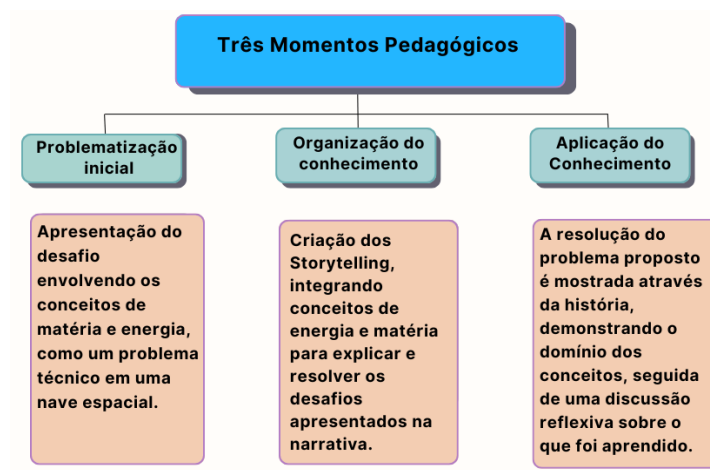 Três Momentos Pedagógicos
Problematização
inicial
Organização do
conhecimento
Aplicação do
Conhecimento
Apresentação do
desafio
envolvendo os
conceitos de
matéria e energia,
como um problema
técnico em uma
nave espacial.
Criação dos
Storytelling,
integrando
conceitos de
energia e matéria
para explicar e
resolver os
desafios
apresentados na
narrativa.
A resolução do
problema proposto
é mostrada através
da história,
demonstrando o
domínio dos
conceitos, seguida
de uma discussão
reflexiva sobre o
que foi aprendido.